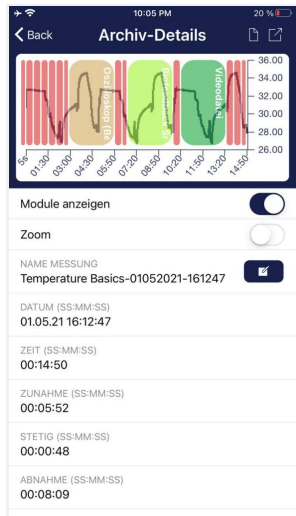 10:05 PM
20 %
Back
Archiv-Details
36.00
34.00
32.00
30.00
28.00
26.00
Oszilloskop (Be
Videodatei
5s
01:30
03:00
04:30
05:50
07:20
08:50
10:20
11:50
13:20
14:50
Module anzeigen
Zoom
NAME MESSUNG
Temperature Basics-01052021-161247
DATUM (SS:MM:SS)
01.05.21 16:12:47
ZEIT (SS:MM:SS)
00:14:50
ZUNAHME (SS:MM:SS)
00:05:52
STETIG (SS:MM:SS)
00:00:48
ABNAHME (SS:MM:SS)
00:08:09